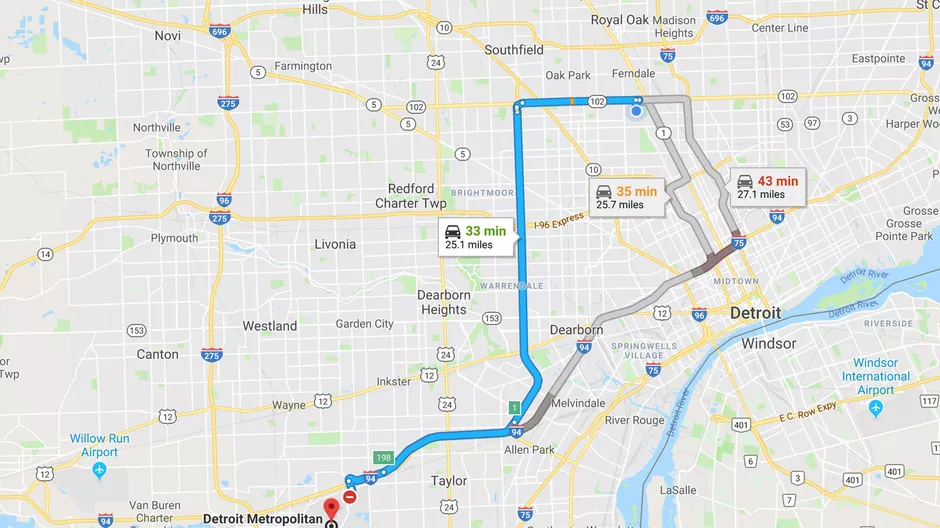 Hills
Royal Oak
Madison
Heights
696
St C
Novi
696
Center Line
10
Southfield
5
24
75
Eastpointe
94
Farmington
Oak Park
Ferndale
5
275
5
102
102
102
Grosse
Harper Woo
5
53
97
3
Northville
1
Township of
Northville
5
10
Redford
Charter Twp
BRIGHTMOOR
35 min
25.7 miles
43 min
27.1 miles
96
275
I-96 Express
94
Grosse
Pointe Park
Plymouth
33 min
25.1 miles
Livonia
75
14
Detroit River
Detroit River
MIDTOWN
WARRENDALE
Dearborn
Heights
12
96
Detroit
RIVERSIDE
153
Westland
Garden City
153
Dearborn
Windsor
94
SPRINGWELLS
VILLAGE
Canton
275
24
75
Windsor
International
Airport
or
Twp
Inkster
12
117
Wayne
12
1
24
Melvindale
River Rouge
E C Row Expy
401
12
94
Allen Park
Detroit River
Willow Run
Airport
198
94
401
Taylor
LaSalle
Van Buren
Charter
Detroit Metropolitan
75